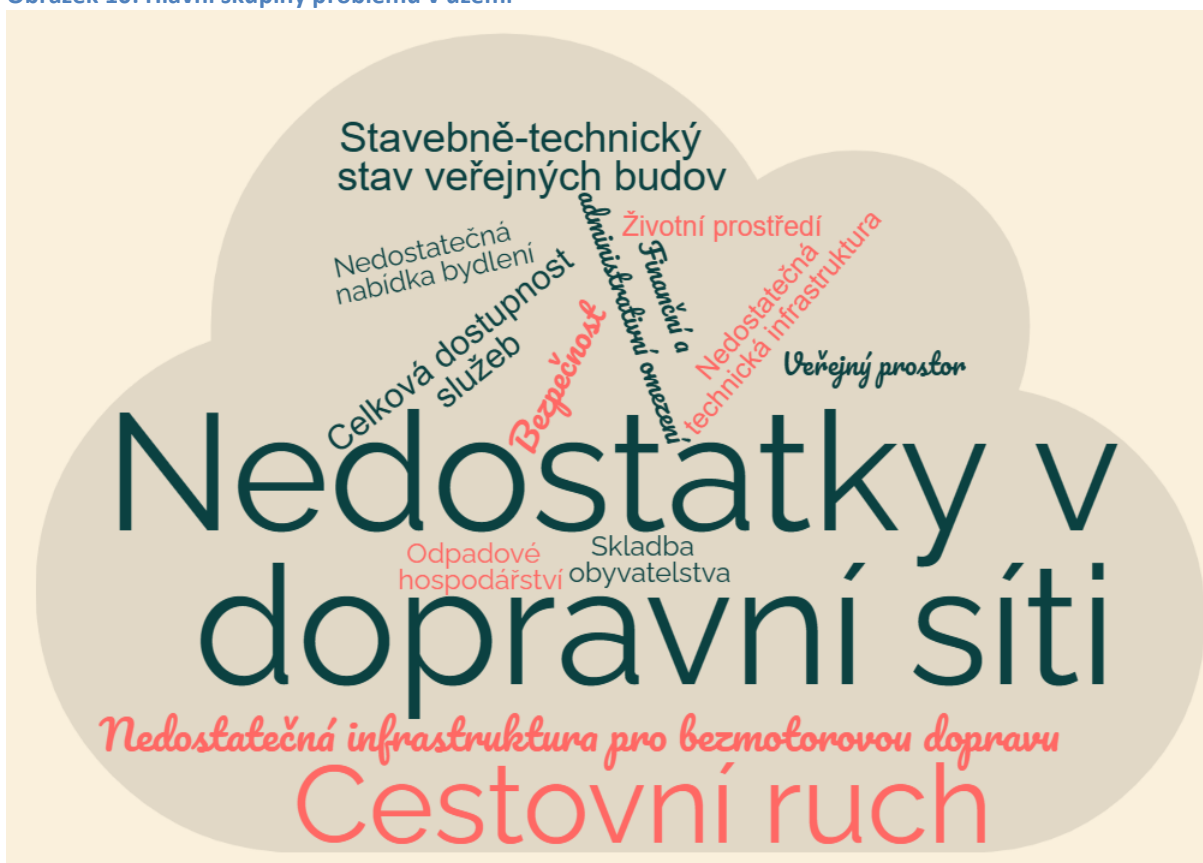 Stavebně-technický
stav veřejných budov
Životní prostředí
Nedostatečná
nabídka bydlení
Finanční a
administrativní omezení
Nedostatečná
technická infrastruktura
Celková dostupnost
služeb
Bezpečnost
Veřejný prostor
Nedostatky v
Odpadové
hospodářství
Skladba
obyvatelstva
dopravní síti
Nedostatečná infrastruktura pro bezmotorovou dopravu
Cestovní ruch